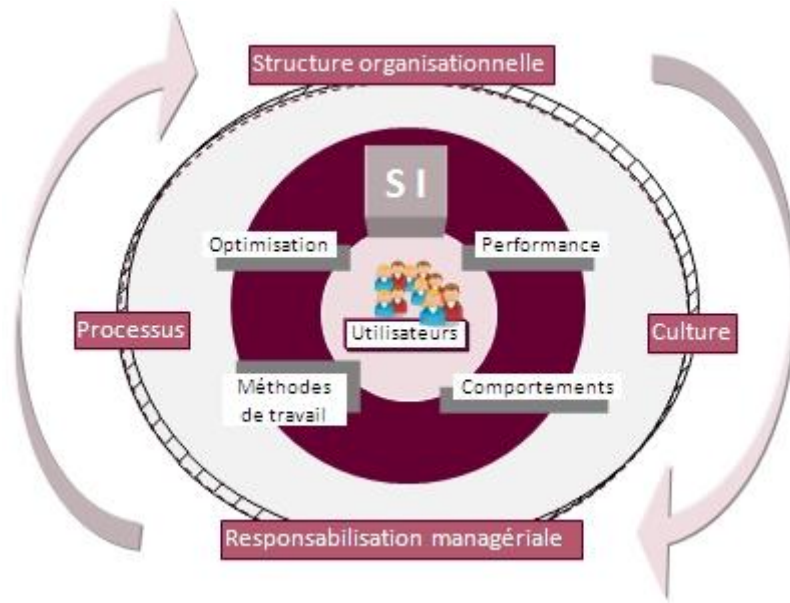 Structure organisationnelle
S I
Optimisation
Performance
Processus
Utilisateurs
Culture
Méthodes
de travail
Comportements
Responsabilisation managériale